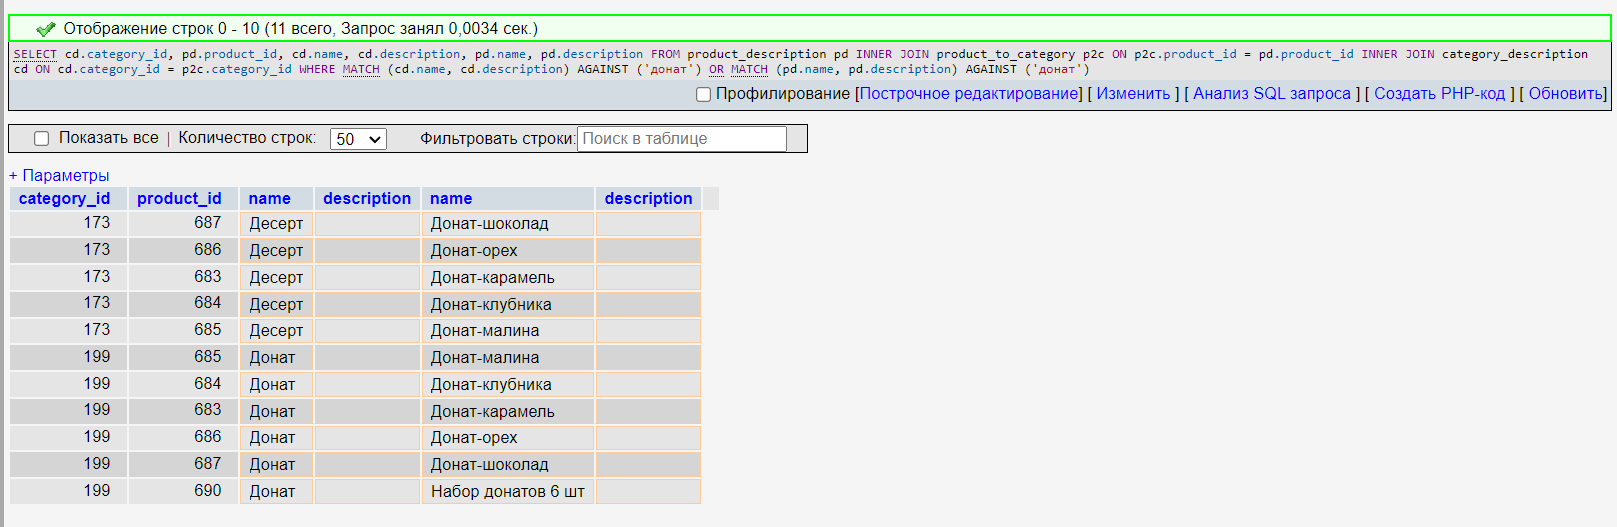 Отображение строк 0 - 10 (11 всего, Запрос занял 0,0034 сек.)
SELECT cd.category_id, pd.product_id, cd.name, cd.description, pd.name, pd.description FROM product_description pd INNER JOIN product_to_category p2c ON p2c.product_id = pd.product_id INNER JOIN category_description
cd ON cd.category_id = p2c.category_id WHERE MATCH (cd.name, cd.description) AGAINST ('донат') OR MATCH (pd.name, pd.description) AGAINST ('донат')
Профилирование [Построчное редактирование] [ Изменить ] [ Анализ SQL запроса ] [ Создать PHP-код ] [ Обновить]
Показать все | Количество строк: 50 Фильтровать строки: Поиск в таблице
+ Параметры
category_id product_id name description name description
173 687 Десерт Донат-шоколад
173 686 Десерт Донат-орех
173 683 Десерт Донат-карамель
173 684 Десерт Донат-клубника
173 685 Десерт Донат-малина
199 685 Донат Донат-малина
199 684 Донат Донат-клубника
199 683 Донат Донат-карамель
199 686 Донат Донат-орех
199 687 Донат Донат-шоколад
199 690 Донат Набор донатов 6 шт